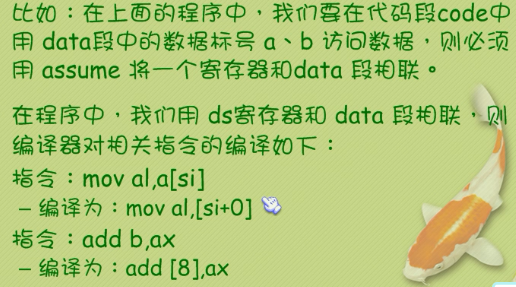 比如：在上面的程序中，我们要在代码段code中
用 data段中的数据标号 a、b 访问数据，则必须
用 assume 将一个寄存器和data 段相联。
在程序中，我们用 ds寄存器和 data 段相联，则
编译器对相关指令的编译如下：
指令：mov al,a[si]
– 编译为：mov al,[si+0]
指令：add b,ax
– 编译为：add [8],ax